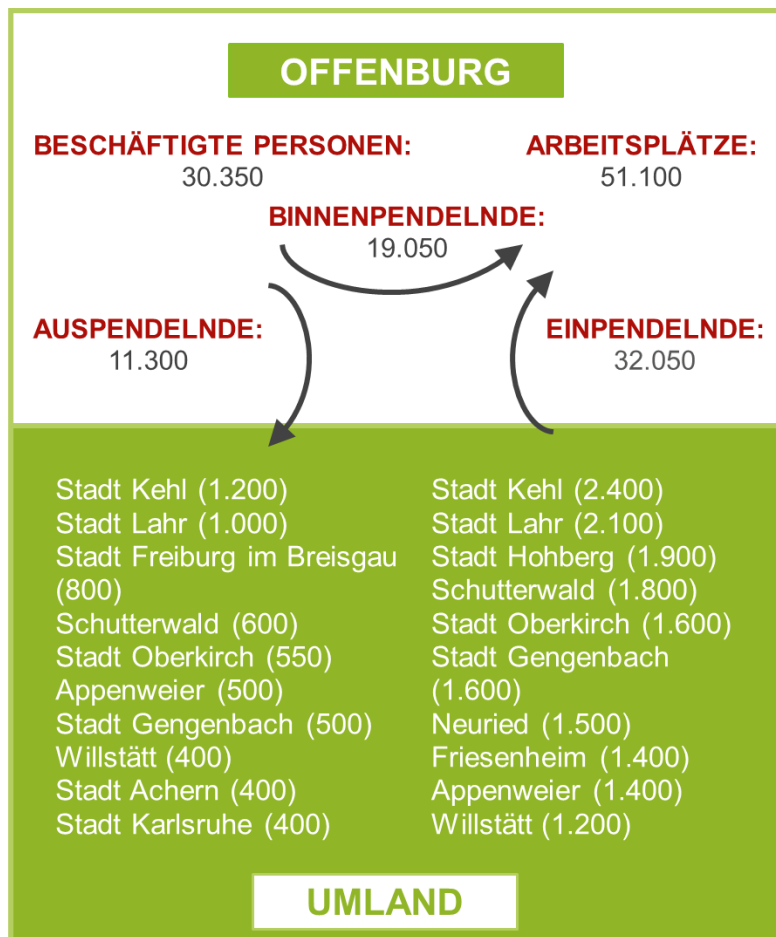 OFFENBURG
BESCHÄFTIGTE PERSONEN:
30.350
ARBEITSPLÄTZE:
51.100
BINNENPENDELNDE:
19.050
AUSPENDELNDE:
11.300
EINPENDELNDE:
32.050
Stadt Kehl (1.200)
Stadt Lahr (1.000)
Stadt Freiburg im Breisgau
(800)
Schutterwald (600)
Stadt Oberkirch (550)
Appenweier (500)
Stadt Gengenbach (500)
Willstätt (400)
Stadt Achern (400)
Stadt Karlsruhe (400)
Stadt Kehl (2.400)
Stadt Lahr (2.100)
Stadt Hohberg (1.900)
Schutterwald (1.800)
Stadt Oberkirch (1.600)
Stadt Gengenbach
(1.600)
Neuried (1.500)
Friesenheim (1.400)
Appenweier (1.400)
Willstätt (1.200)
UMLAND